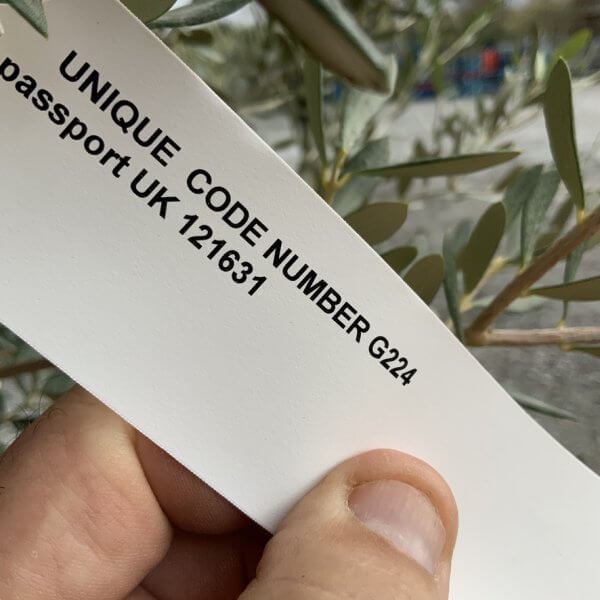 UNIQUE CODE NUMBER G224
passport UK 121631